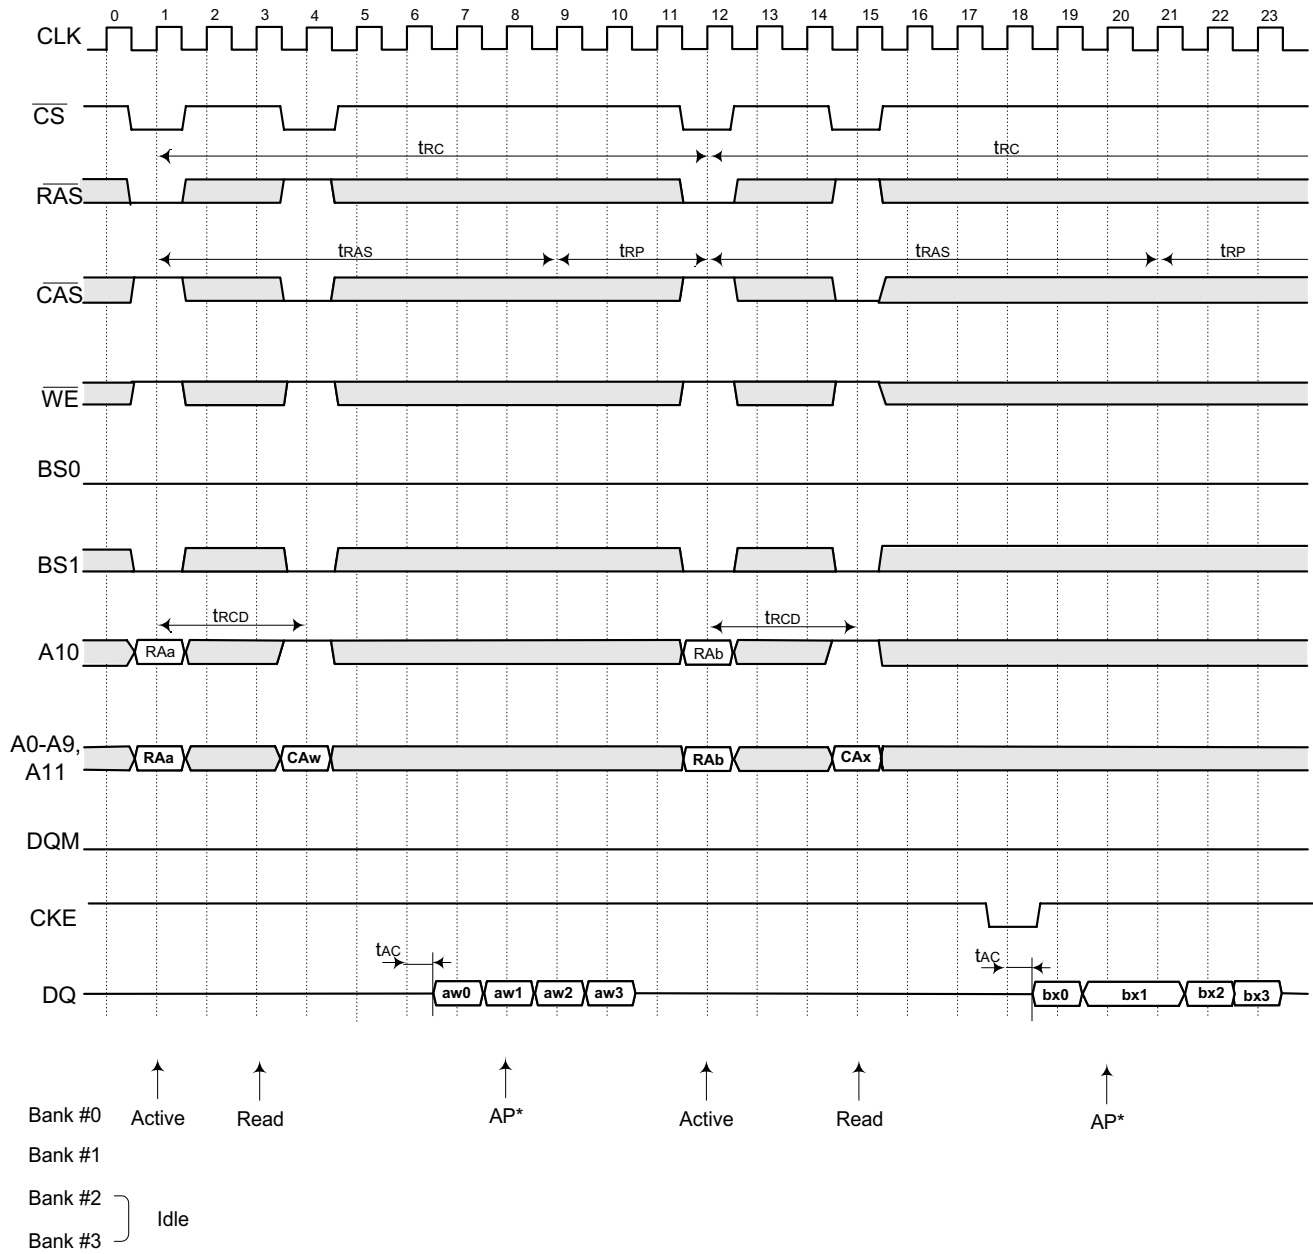 0 1 2 3 4 5 6 7 8 9 10 11 12 13 14 15 16 17 18 19 20 21 22 23
CLK
CS
tRC tRC
RAS
tRAS tRP tRAS tRP
CAS
WE
BS0
BS1
tRCD tRCD
A10 RAa RAb
A0-A9,
A11 RAa CAw RAb CAx
DQM
CKE
tAC tAC
DQ aw0 aw1 aw2 aw3 bx0 bx1 bx2 bx3
Bank #0 Active Read AP* Active Read AP*
Bank #1
Bank #2
Idle
Bank #3